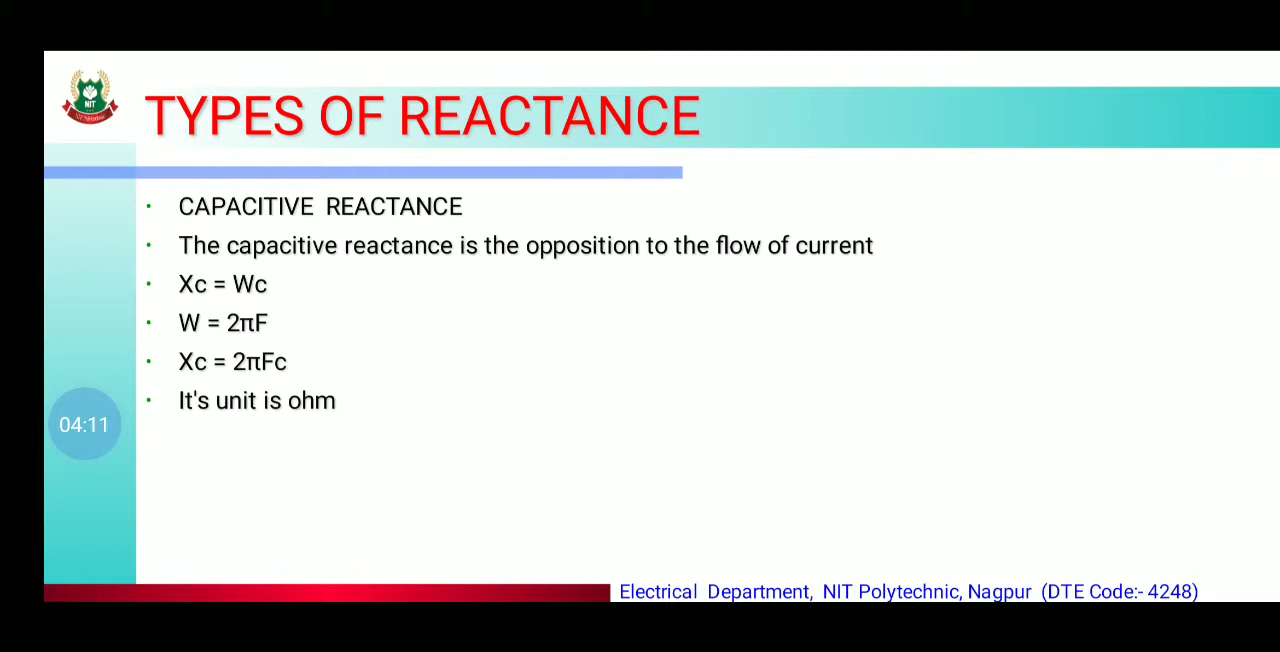 NIT
TYPES OF REACTANCE
CAPACITIVE REACTANCE
The capacitive reactance is the opposition to the flow of current
Xc = Wc
W = 2πF
Xc = 2πFc
It's unit is ohm
04:11
Electrical Department, NIT Polytechnic, Nagpur (DTE Code:- 4248)